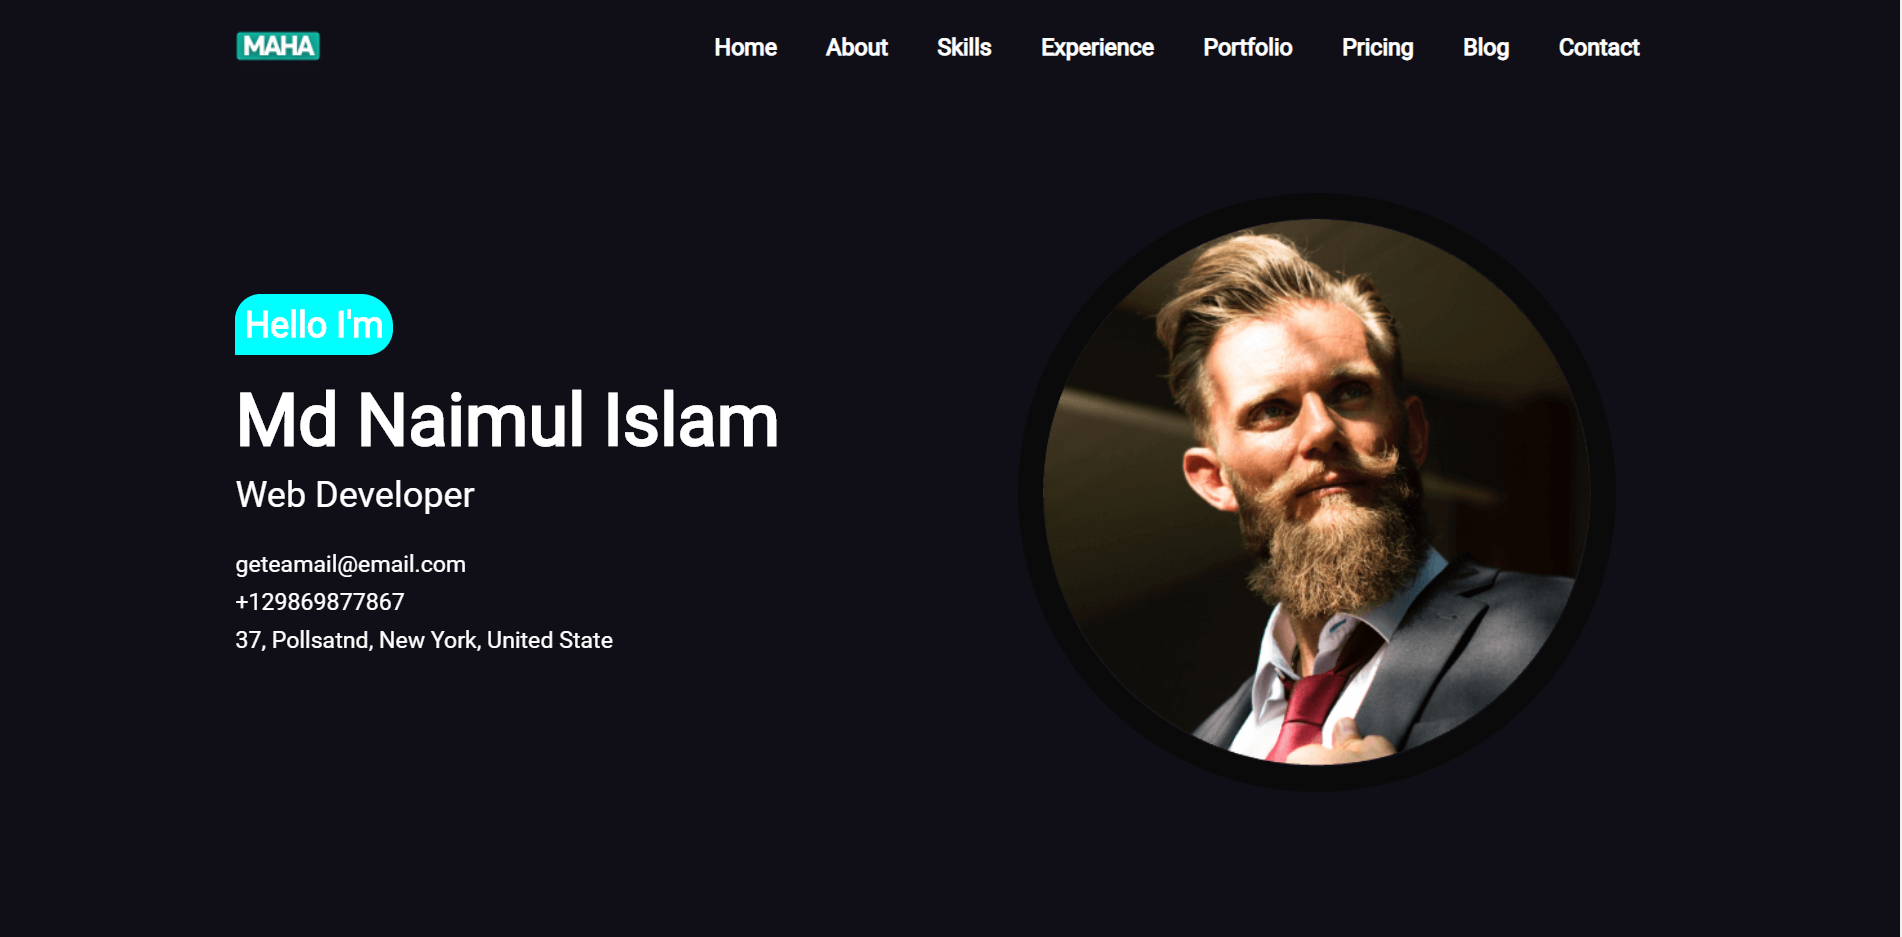 MAHA
Home About Skills Experience Portfolio Pricing Blog Contact
Hello I'm
Md Naimul Islam
Web Developer
geteamail@email.com
+129869877867
37, Pollsatnd, New York, United State